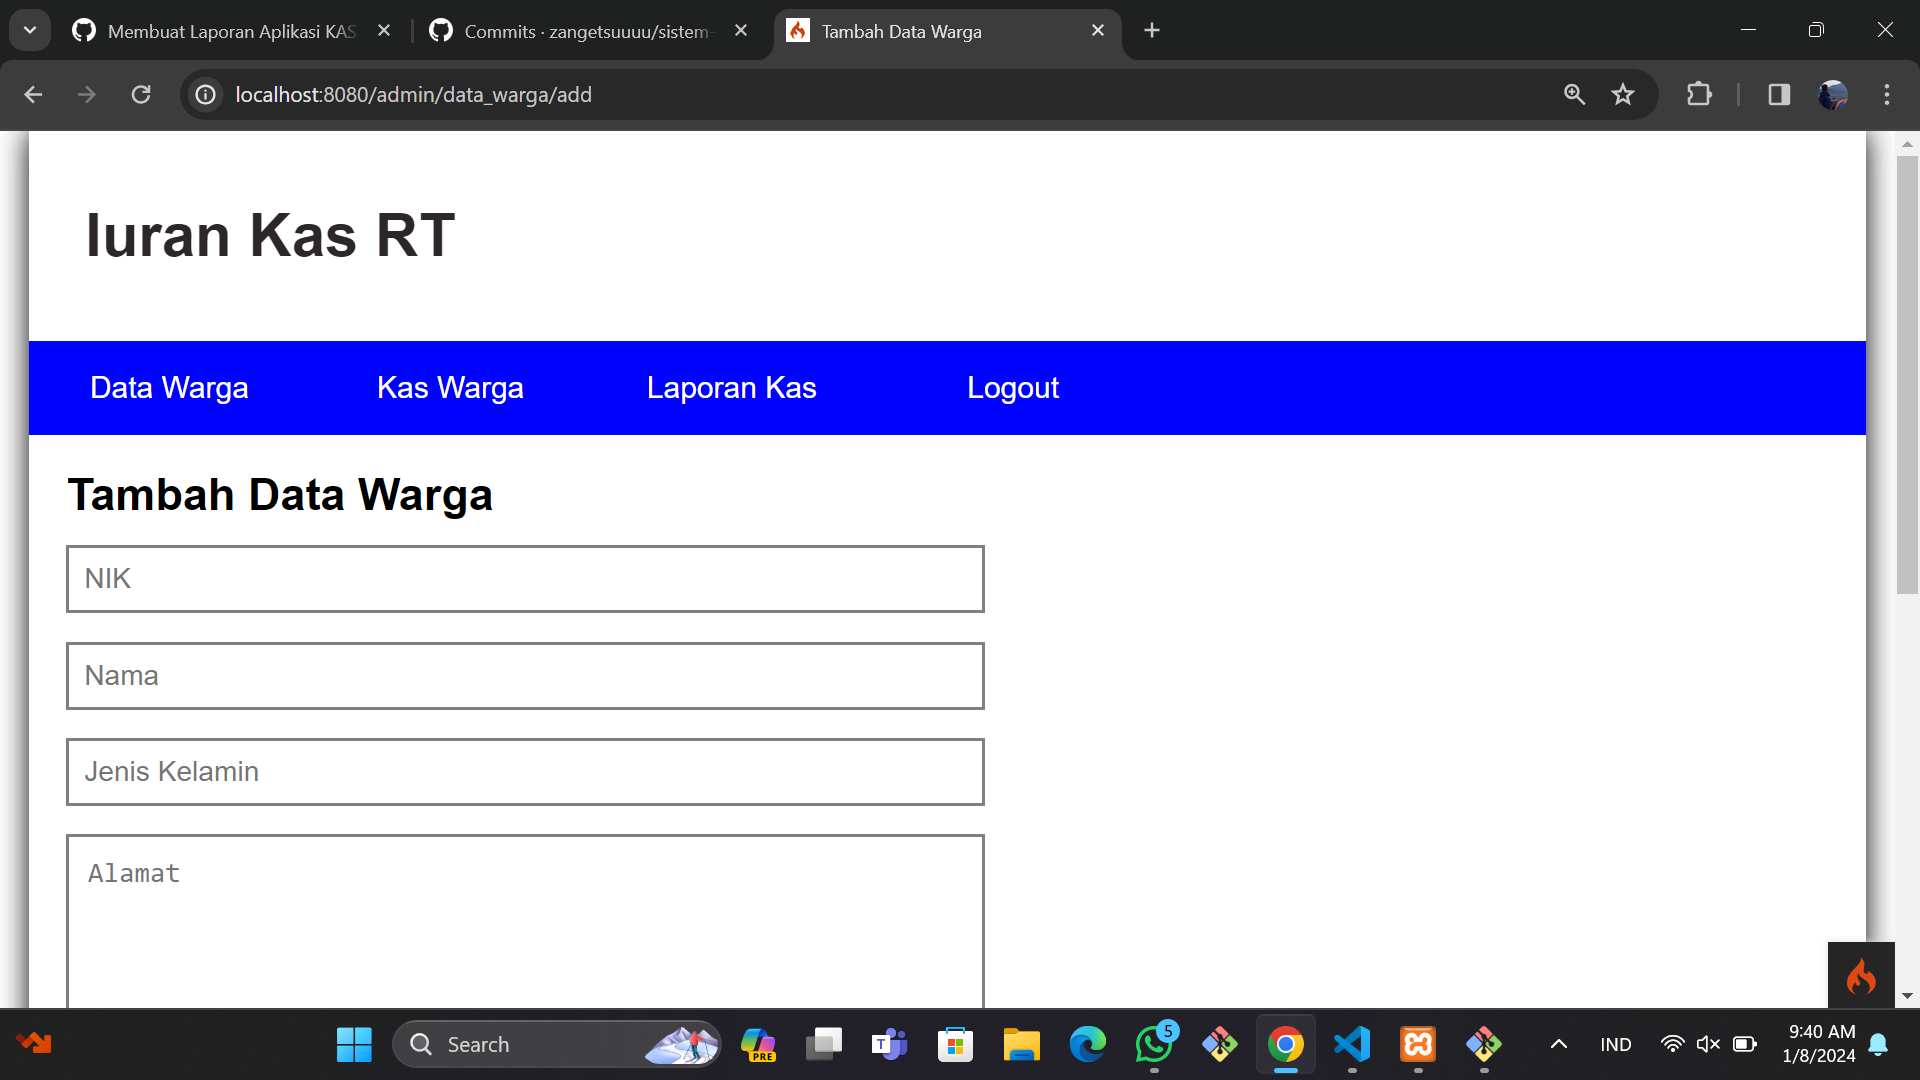 Membuat Laporan Aplikasi KAS
Commits · zangetsuuuu/sistem-
Tambah Data Warga
localhost:8080/admin/data_warga/add
Iuran Kas RT
Data Warga
Kas Warga
Laporan Kas
Logout
Tambah Data Warga
NIK
Nama
Jenis Kelamin
Alamat
Search
PRE
T
5
IND
9:40 AM
1/8/2024